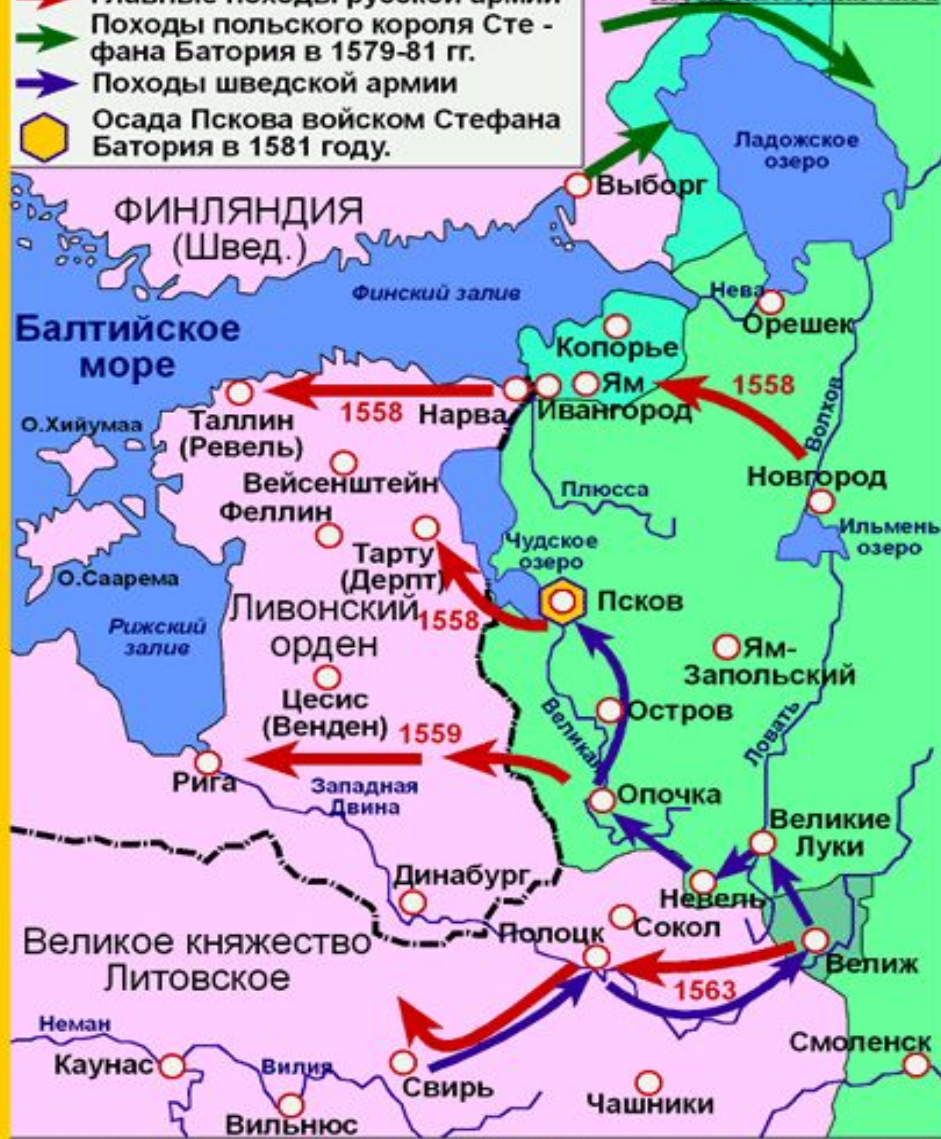 Главные походы русской армии
Походы польского короля Сте -
фана Батория в 1579-81 гг.
Походы шведской армии
Осада Пскова войском Стефана
Батория в 1581 году.
Ладожское
озеро
Выборг
ФИНЛЯНДИЯ
(Швед.)
Финский залив
Нева
Орешек
Балтийское
море
Копорье
Ям
1558
Ивангород
Нарва
1558
Таллин
(Ревель)
Волхов
О.Хийумаа
Вейсенштейн
Новгород
Феллин
Плюсса
Ильмень
озеро
Тарту
(Дерпт)
Чудское
озеро
О.Саарема
Ливонский
орден
1558
Псков
Рижский
залив
Ям-
Запольский
Цесис
(Венден)
1559
Остров
Великая
Ловать
Рига
Западная
Двина
Опочка
Великие
Луки
Динабург
Невель
Сокол
Полоцк
Великое княжество
Литовское
Велиж
1563
Неман
Каунас
Вилия
Свирь
Смоленск
Чашники
Вильнюс